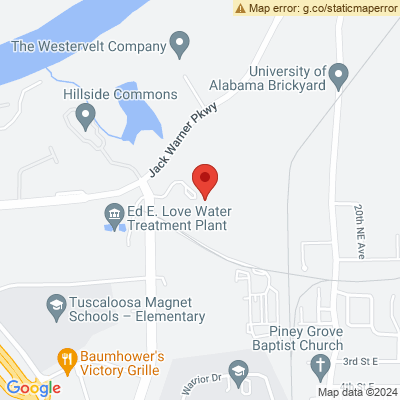 Map error: g.co/staticmaperror
The Westervelt Company
University of
Alabama Brickyard
Hillside Commons
Jack Warner Pkwy
Ed E. Love Water
Treatment Plant
20th NE Ave
Tuscaloosa Magnet
Schools – Elementary
Piney Grove
Baptist Church
Baumhower's
Victory Grille
3rd St E
Warrior Dr
4th St E
Google
Map data ©2024